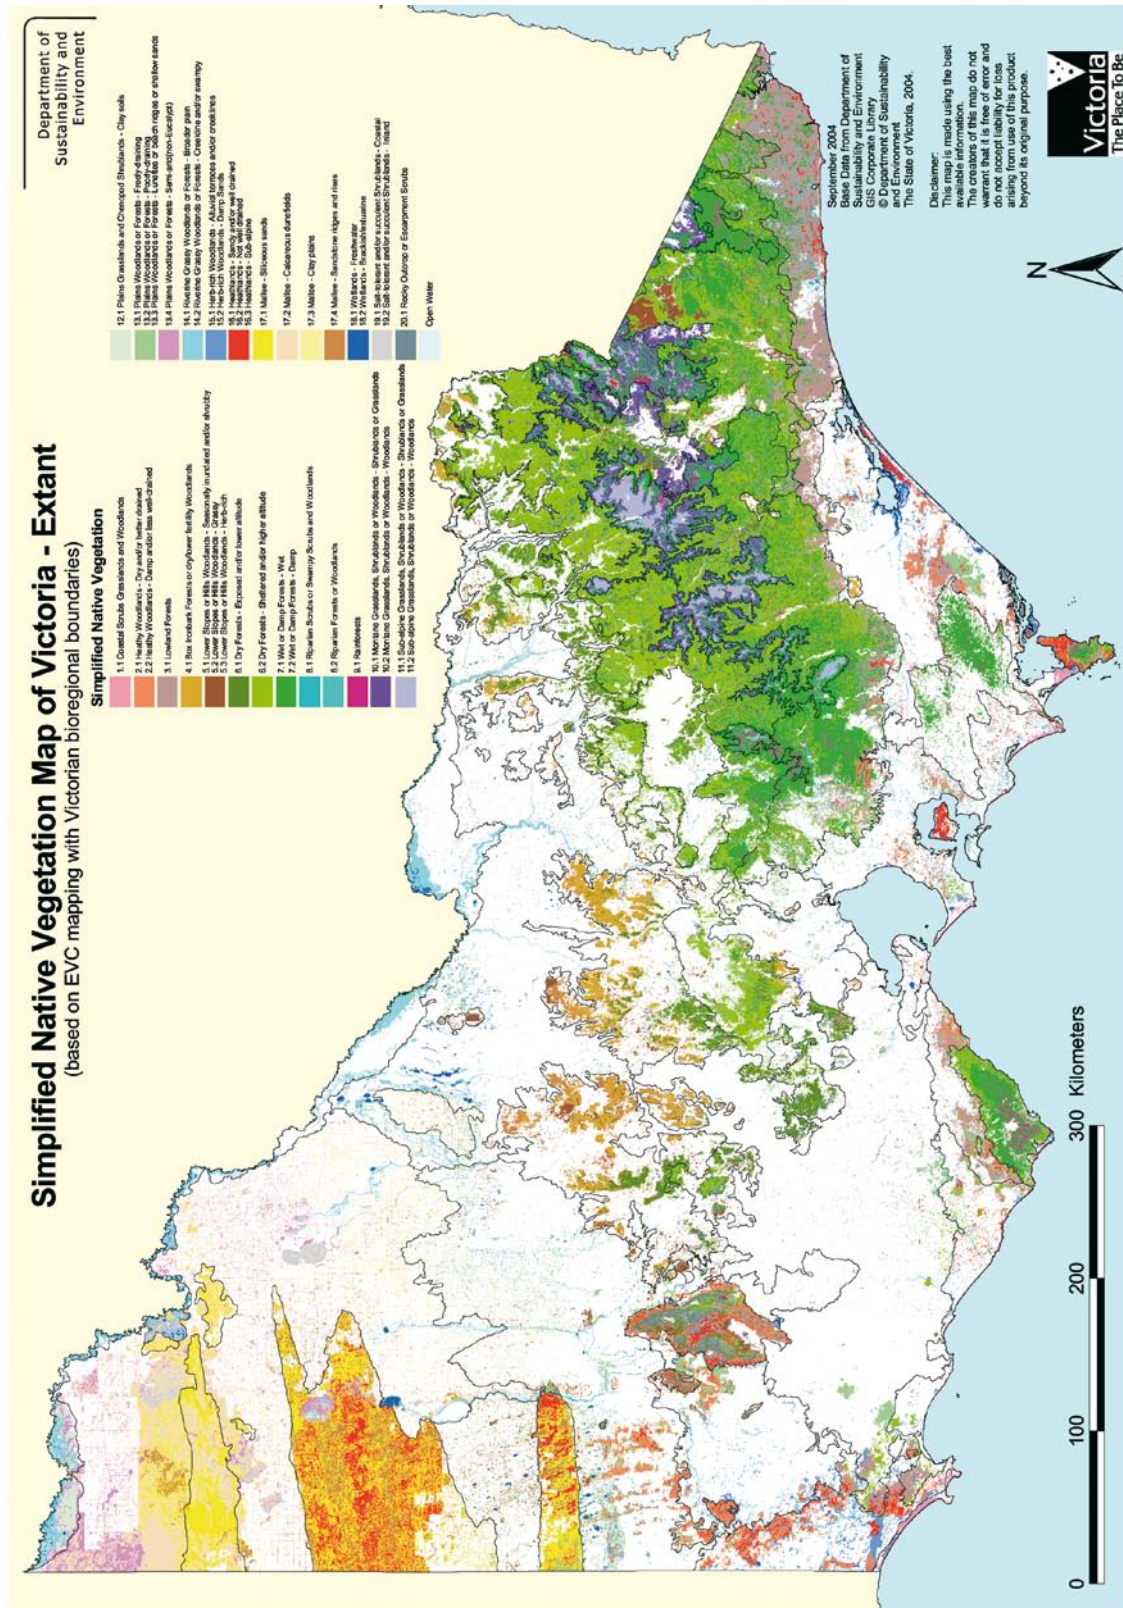 Department of
Sustainability and
Environment
Simplified Native Vegetation Map of Victoria - Extant
(based on EVC mapping with Victorian bioregional boundaries)
Simplified Native Vegetation
1.1 Coastal Scrubs Grasslands and Woodlands
2.1 Heathy Woodlands - Dry and/or better drained
2.2 Heathy Woodlands - Damp and/or less well-drained
3.1 Lowland Forests
4.1 Box Ironbark Forests or dry/lower fertility Woodlands
5.1 Lower Slopes or Hills Woodlands - Seasonally inundated and/or shrubby
5.2 Lower Slopes or Hills Woodlands - Grassy
5.3 Lower Slopes or Hills Woodlands - Herb-rich
6.1 Dry Forests - Exposed and/or lower altitude
6.2 Dry Forests - Sheltered and/or higher altitude
7.1 Wet or Damp Forests - Wet
7.2 Wet or Damp Forests - Damp
8.1 Riparian Scrubs or Swampy Scrubs and Woodlands
8.2 Riparian Forests or Woodlands
9.1 Rainforests
10.1 Montane Grasslands, Shrublands or Woodlands - Shrublands or Grasslands
10.2 Montane Grasslands, Shrublands or Woodlands - Woodlands
11.1 Sub-alpine Grasslands, Shrublands or Woodlands - Shrublands or Grasslands
11.2 Sub-alpine Grasslands, Shrublands or Woodlands - Woodlands
12.1 Plains Grasslands and Chenopod Shrublands - Clay soils
13.1 Plains Woodlands or Forests - Freely-draining
13.2 Plains Woodlands or Forests - Poorly-draining
13.3 Plains Woodlands or Forests - Lunettes or beach ridges or shallow sands
13.4 Plains Woodlands or Forests - Semi-arid(non-Eucalypt)
14.1 Riverine Grassy Woodlands or Forests - Broader plain
14.2 Riverine Grassy Woodlands or Forests - Creekline and/or swampy
15.1 Herb-rich Woodlands - Alluvial terraces and/or creeklines
15.2 Herb-rich Woodlands - Damp Sands
16.1 Heathlands - Sandy and/or well drained
16.2 Heathlands - Not well drained
16.3 Heathlands - Sub-alpine
17.1 Mallee - Siliceous sands
17.2 Mallee - Calcareous dunefields
17.3 Mallee - Clay plains
17.4 Mallee - Sandstone ridges and rises
18.1 Wetlands - Freshwater
18.2 Wetlands - Brackish/estuarine
19.1 Salt-tolerant and/or succulent Shrublands - Coastal
19.2 Salt-tolerant and/or succulent Shrublands - Inland
20.1 Rocky Outcrop or Escarpment Scrubs
Open Water
September 2004
Base Data from Department of
Sustainability and Environment
GIS Corporate Library
© Department of Sustainability
and Environment
The State of Victoria, 2004.
Disclaimer:
This map is made using the best
available information.
The creators of this map do not
warrant that it is free of error and
do not accept liability for loss
arising from use of this product
beyond its original purpose.
N
0 100 200 300 Kilometers
Victoria
The Place To Be